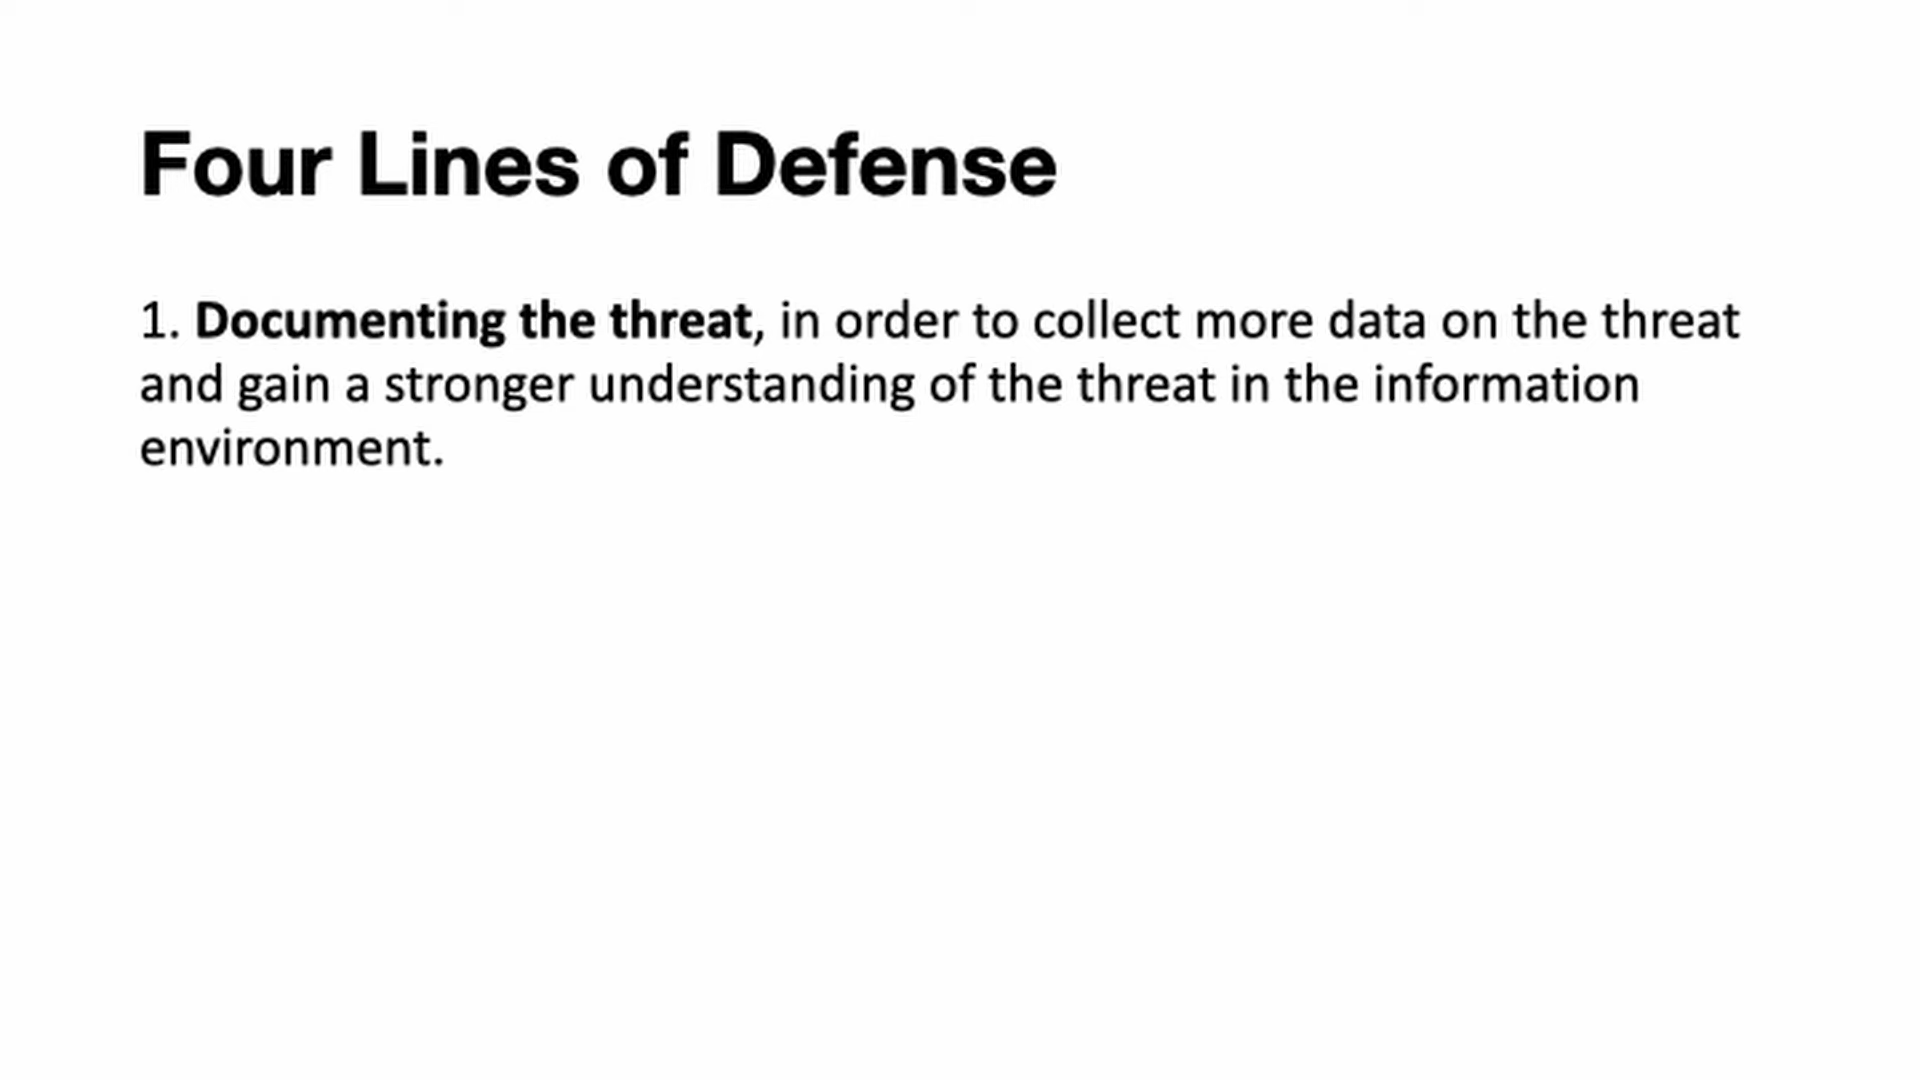 Four Lines of Defense
1. Documenting the threat, in order to collect more data on the threat
and gain a stronger understanding of the threat in the information
environment.